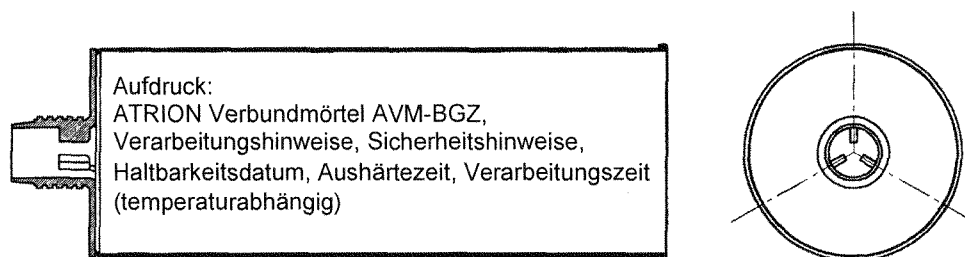 Aufdruck:
ATRION Verbundmörtel AVM-BGZ,
Verarbeitungshinweise, Sicherheitshinweise,
Haltbarkeitsdatum, Aushärtezeit, Verarbeitungszeit
(temperaturabhängig)